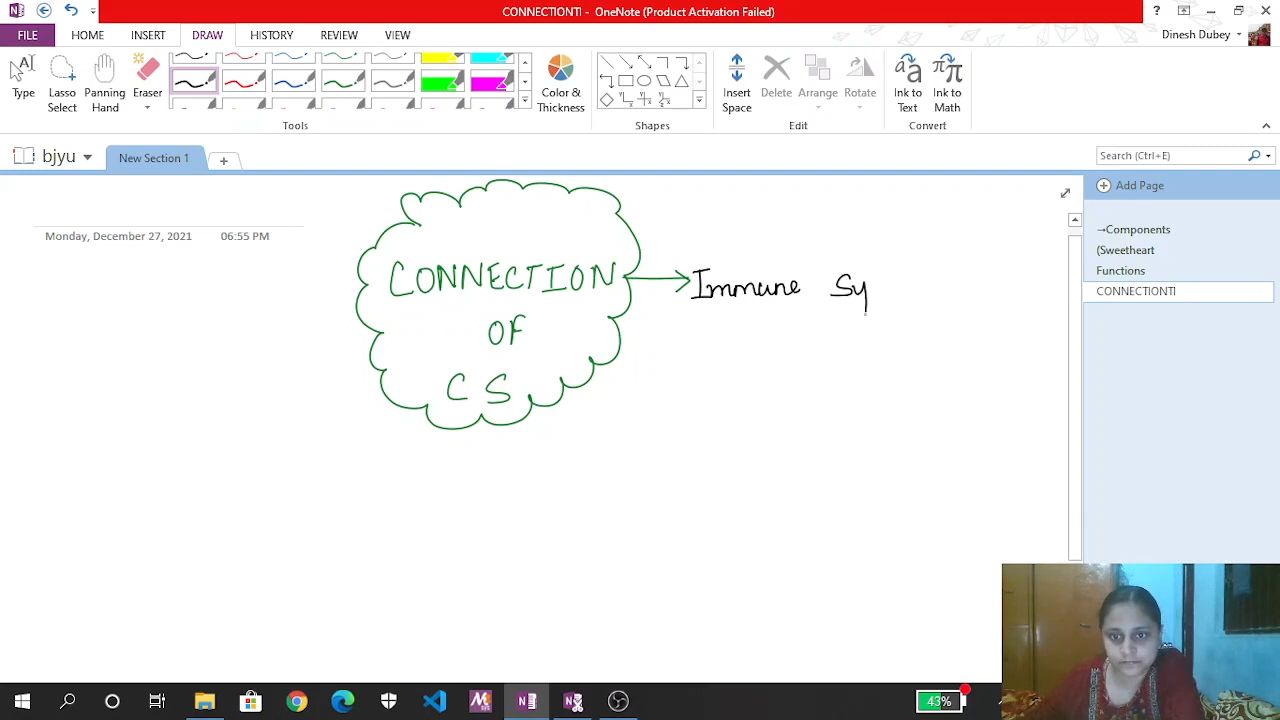 CONNECTIONTI - OneNote (Product Activation Failed)
FILE HOME INSERT DRAW HISTORY REVIEW VIEW
Dinesh Dubey
Type
Lasso Select
Panning Hand
Eraser
Color & Thickness
Insert Space
Delete
Arrange
Rotate
Ink to Text
Ink to Math
Tools Shapes Edit Convert
bjyu New Section 1
Search (Ctrl+E)
Add Page
Monday, December 27, 2021 06:55 PM
→Components
(Sweetheart
Functions
CONNECTIONTI
CONNECTION
OF
CS
Immune Sy
43%